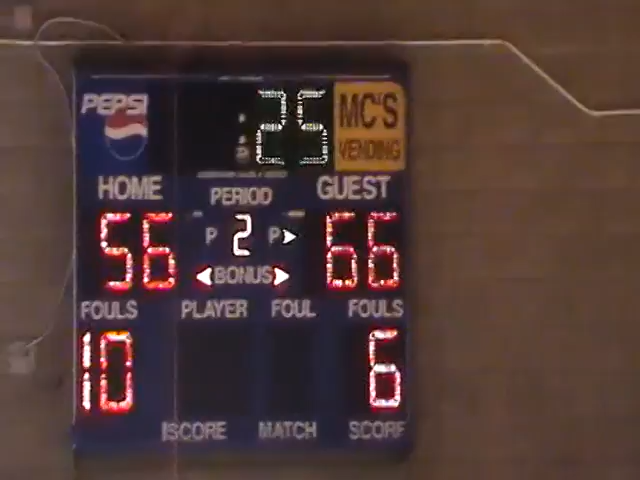 PEPSI 25 MC'S
VENDING
HOME PERIOD GUEST
56 P 2 P 66
BONUS
FOULS PLAYER FOUL FOULS
10 6
SCORE MATCH SCORE